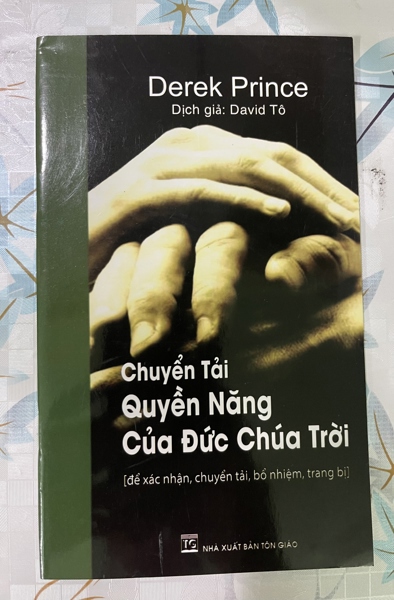 Derek Prince
Dịch giả: David Tô
Chuyển Tải
Quyền Năng
Của Đức Chúa Trời
[để xác nhận, chuyển tải, bổ nhiệm, trang bị]
TG NHÀ XUẤT BẢN TÔN GIÁO